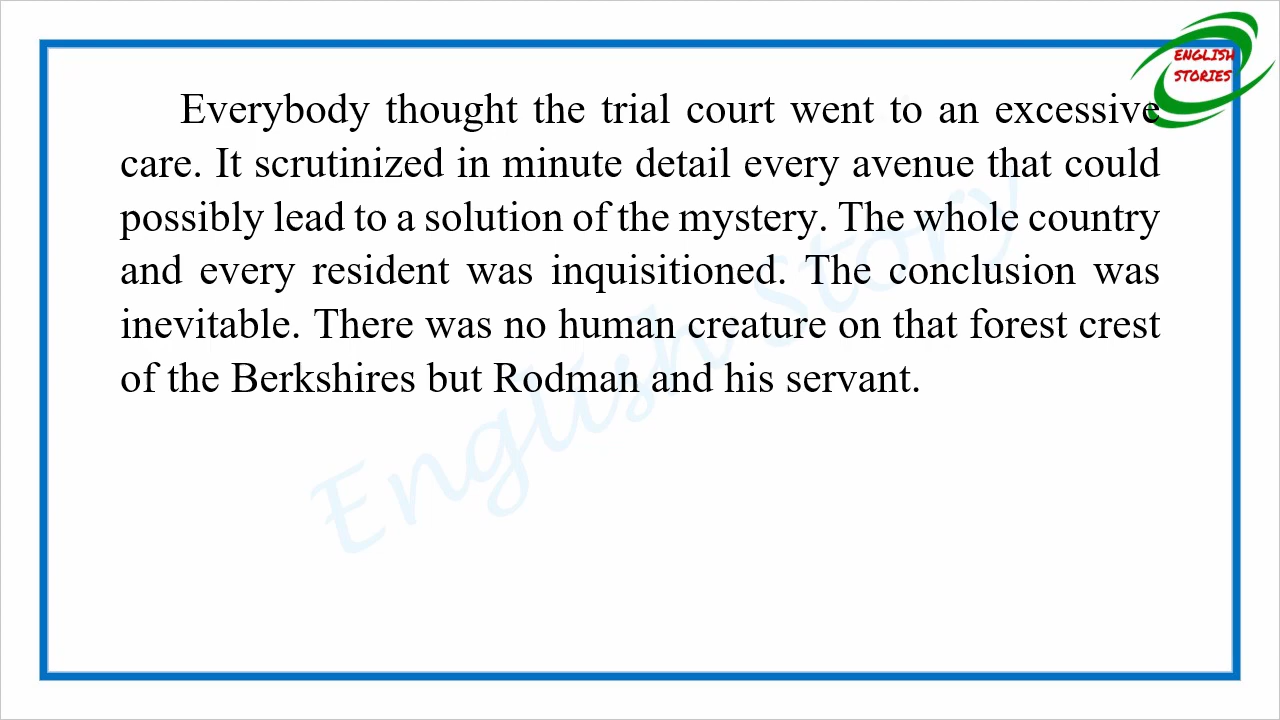 ENGLISH
STORIES
Everybody thought the trial court went to an excessive
care. It scrutinized in minute detail every avenue that could
possibly lead to a solution of the mystery. The whole country
and every resident was inquisitioned. The conclusion was
inevitable. There was no human creature on that forest crest
of the Berkshires but Rodman and his servant.
English Story